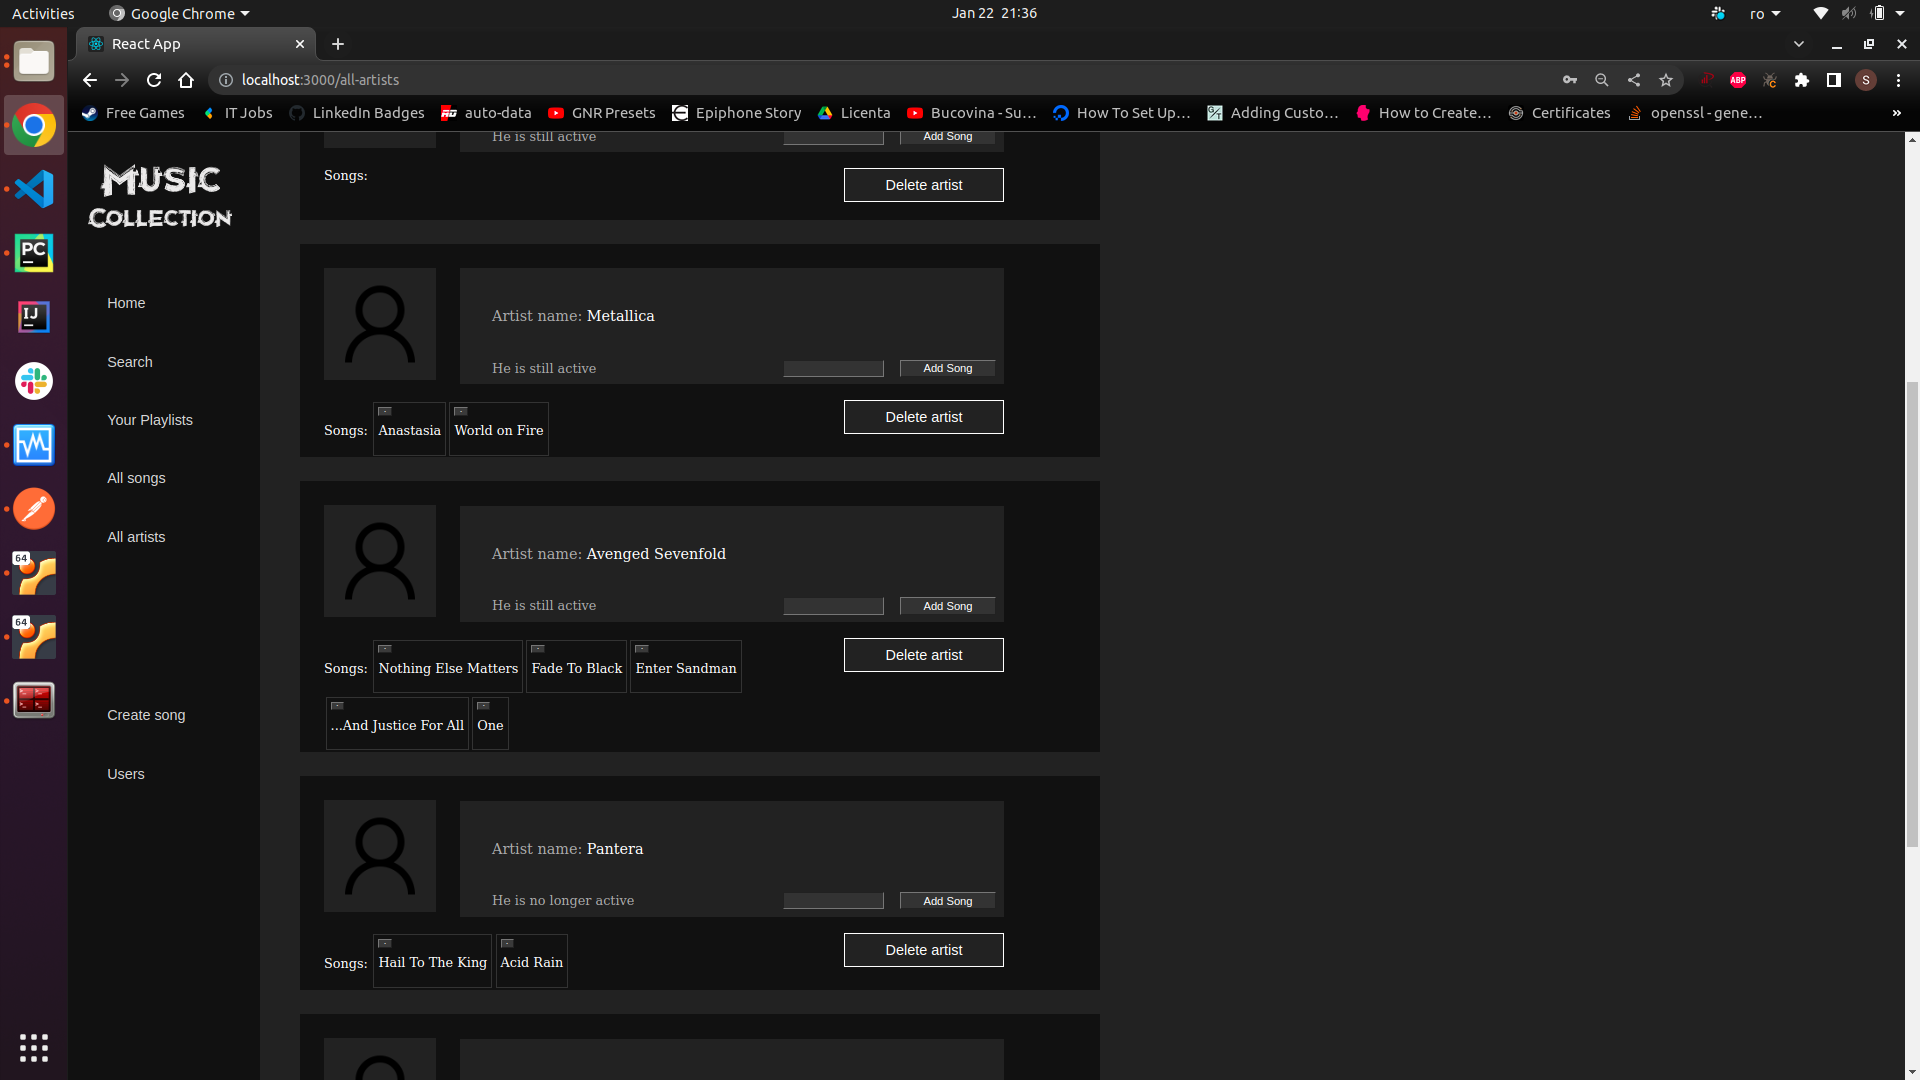 Activities
Google Chrome
Jan 22 21:36
ro
React App
localhost:3000/all-artists
ABP
S
Free Games
IT Jobs
LinkedIn Badges
auto-data
GNR Presets
Epiphone Story
Licenta
Bucovina - Su...
How To Set Up...
Adding Custo...
How to Create...
Certificates
openssl - gene...
»
PC
IJ
64
64
Music
Collection
Home
Search
Your Playlists
All songs
All artists
Create song
Users
He is still active
Add Song
Songs:
Delete artist
Artist name: Metallica
He is still active
Add Song
Songs:
-
Anastasia
-
World on Fire
Delete artist
Artist name: Avenged Sevenfold
He is still active
Add Song
Songs:
-
Nothing Else Matters
-
Fade To Black
-
Enter Sandman
Delete artist
-
...And Justice For All
-
One
Artist name: Pantera
He is no longer active
Add Song
Songs:
-
Hail To The King
-
Acid Rain
Delete artist